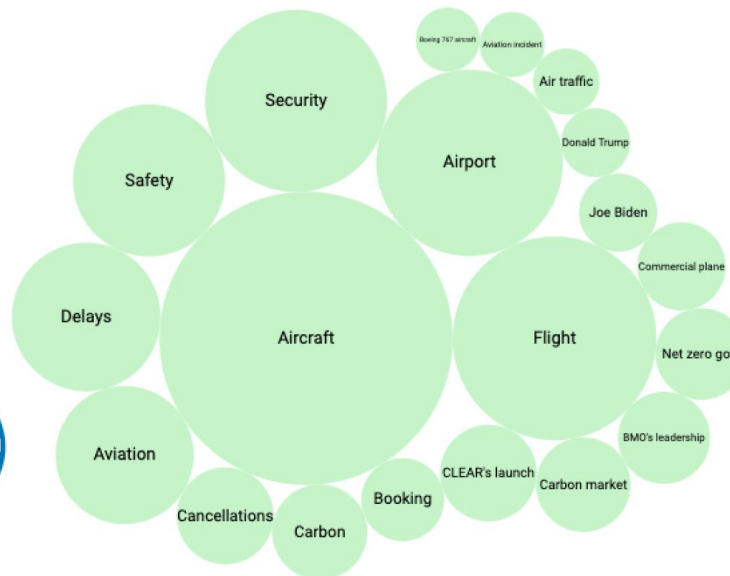 Boeing 767 aircraft
Aviation incident
Air traffic
Security
Donald Trump
Airport
Safety
Joe Biden
Commercial plane
Delays
Aircraft
Flight
Net zero go
BMO's leadership
Aviation
CLEAR's launch
Carbon market
Booking
Cancellations
Carbon